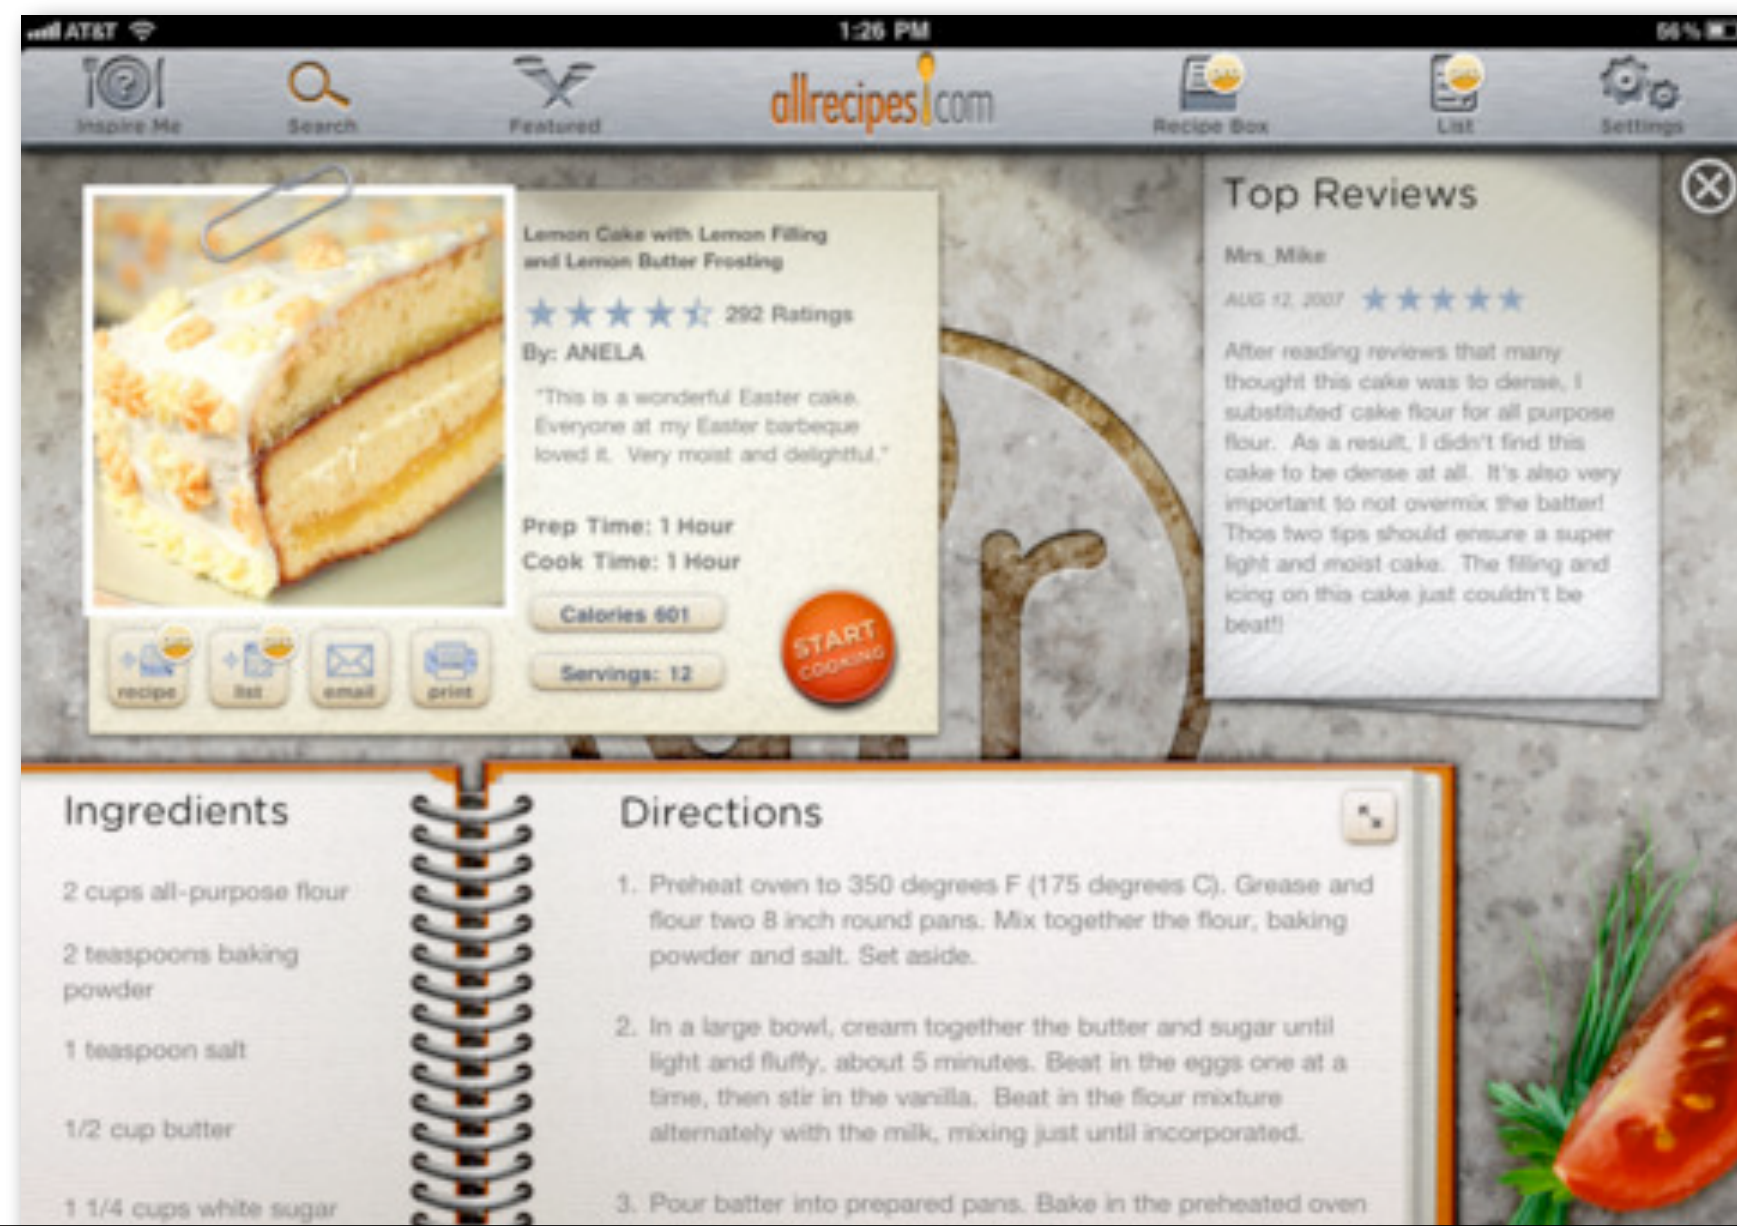 AT&T
1:26 PM
56%
Inspire Me
Search
Featured
allrecipes.com
Recipe Box
List
Settings
Lemon Cake with Lemon Filling
and Lemon Butter Frosting
292 Ratings
By: ANELA
"This is a wonderful Easter cake.
Everyone at my Easter barbeque
loved it. Very moist and delightful."
Prep Time: 1 Hour
Cook Time: 1 Hour
Calories 601
Servings: 12
START
COOKING
recipe
list
email
print
Top Reviews
Mrs_Mike
AUG 12, 2007
After reading reviews that many
thought this cake was to dense, I
substituted cake flour for all purpose
flour. As a result, I didn't find this
cake to be dense at all. It's also very
important to not overmix the batter!
Thos two tips should ensure a super
light and moist cake. The filling and
icing on this cake just couldn't be
beat!!
r
Ingredients
2 cups all-purpose flour
2 teaspoons baking
powder
1 teaspoon salt
1/2 cup butter
1 1/4 cups white sugar
Directions
1. Preheat oven to 350 degrees F (175 degrees C). Grease and
flour two 8 inch round pans. Mix together the flour, baking
powder and salt. Set aside.
2. In a large bowl, cream together the butter and sugar until
light and fluffy, about 5 minutes. Beat in the eggs one at a
time, then stir in the vanilla. Beat in the flour mixture
alternately with the milk, mixing just until incorporated.
3. Pour batter into prepared pans. Bake in the preheated oven